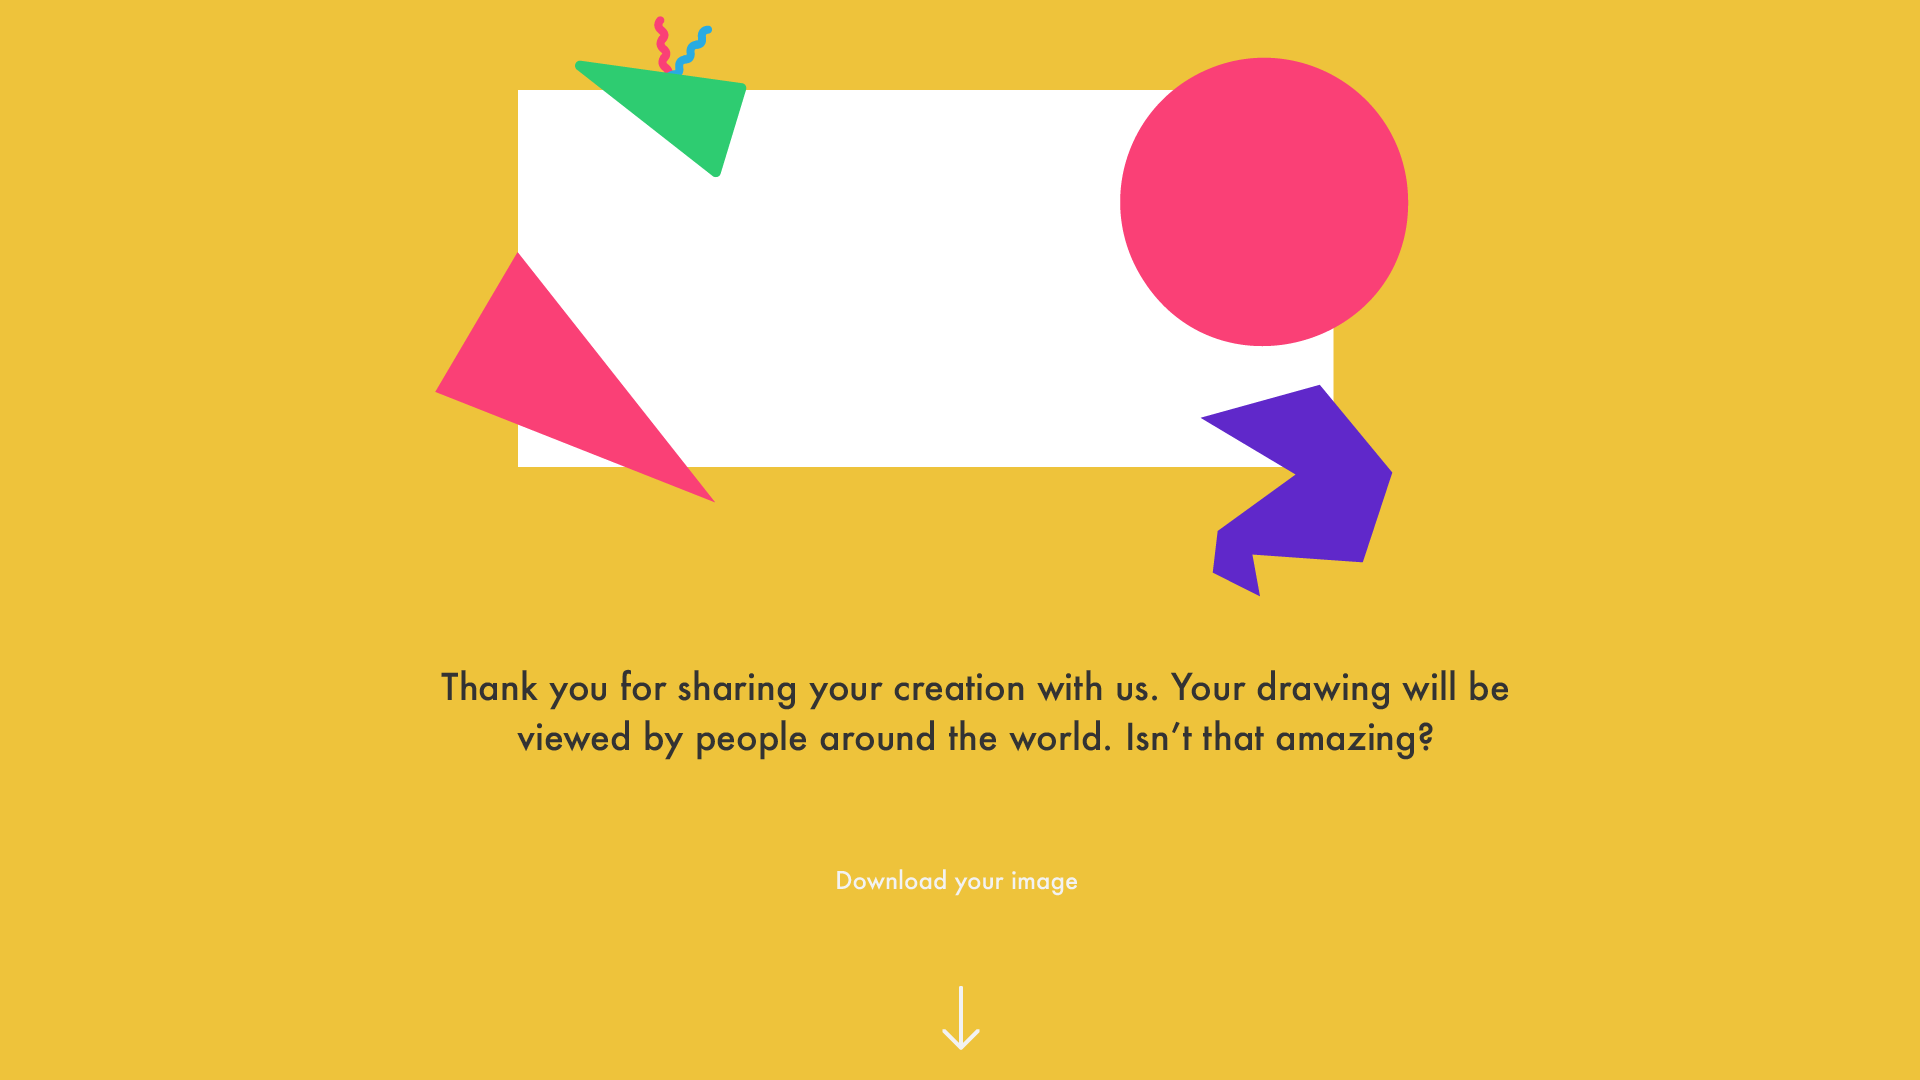 Thank you for sharing your creation with us. Your drawing will be
viewed by people around the world. Isn’t that amazing?
Download your image